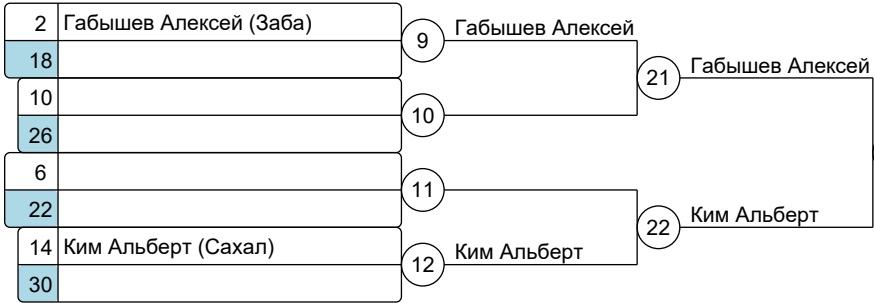 2 Габышев Алексей (Заба)
9 Габышев Алексей
18
21 Габышев Алексей
10
10
26
6
11
22
22 Ким Альберт
14 Ким Альберт (Сахал)
12 Ким Альберт
30